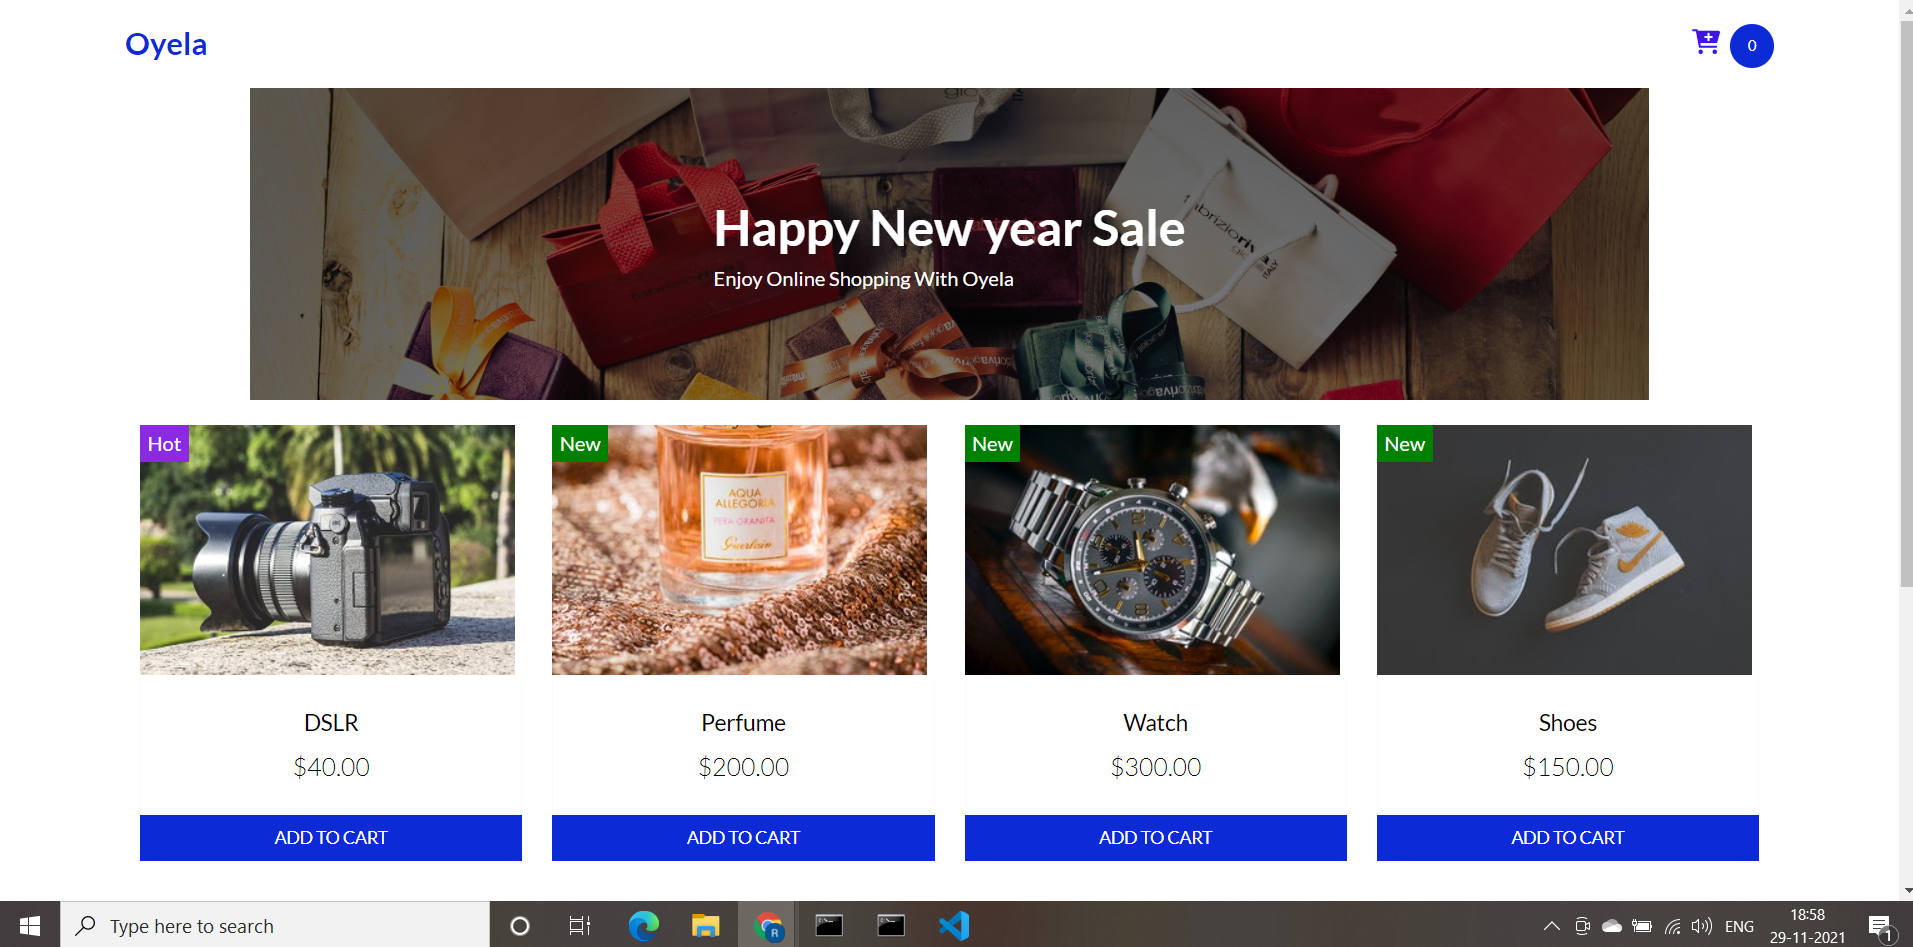 Oyela
0
Happy New year Sale
Enjoy Online Shopping With Oyela
Hot
New
New
New
AQUA
ALLEGORIA
PERA GRANITA
Guerlain
DSLR
Perfume
Watch
Shoes
$40.00
$200.00
$300.00
$150.00
ADD TO CART
ADD TO CART
ADD TO CART
ADD TO CART
Type here to search
ENG
18:58
29-11-2021
1